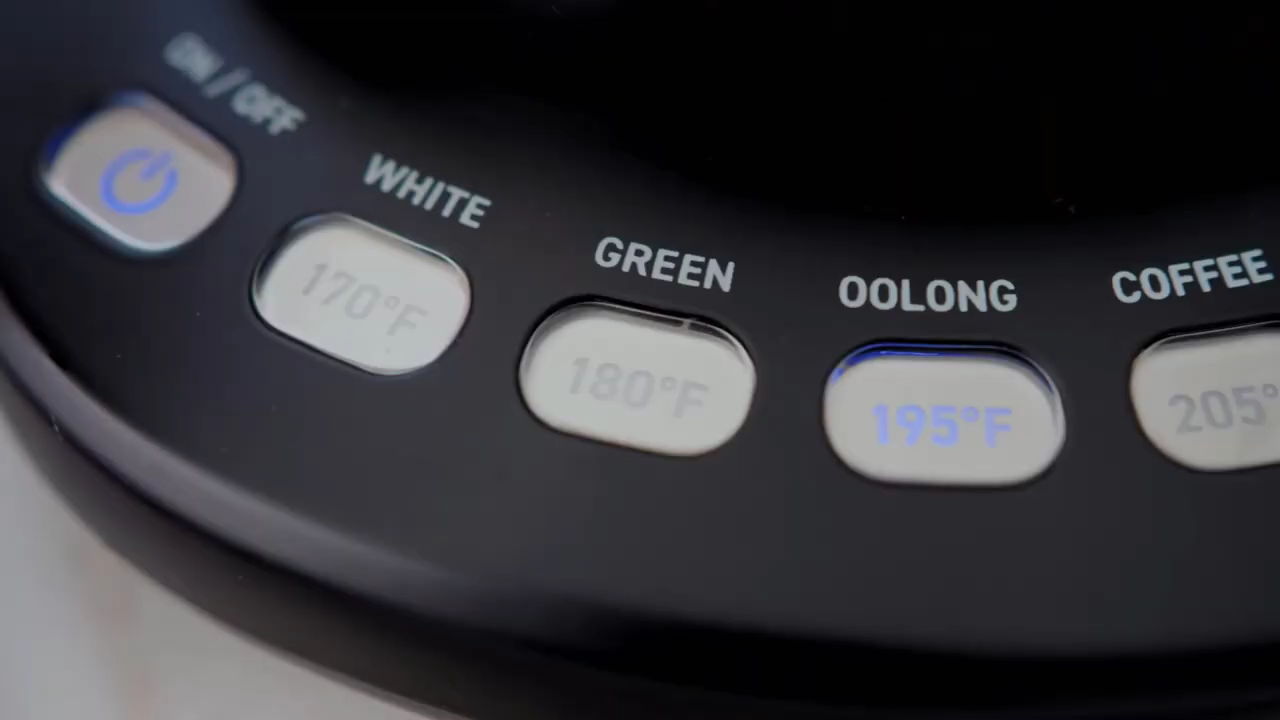 ON / OFF
WHITE
170°F
GREEN
180°F
OOLONG
195°F
COFFEE
205°